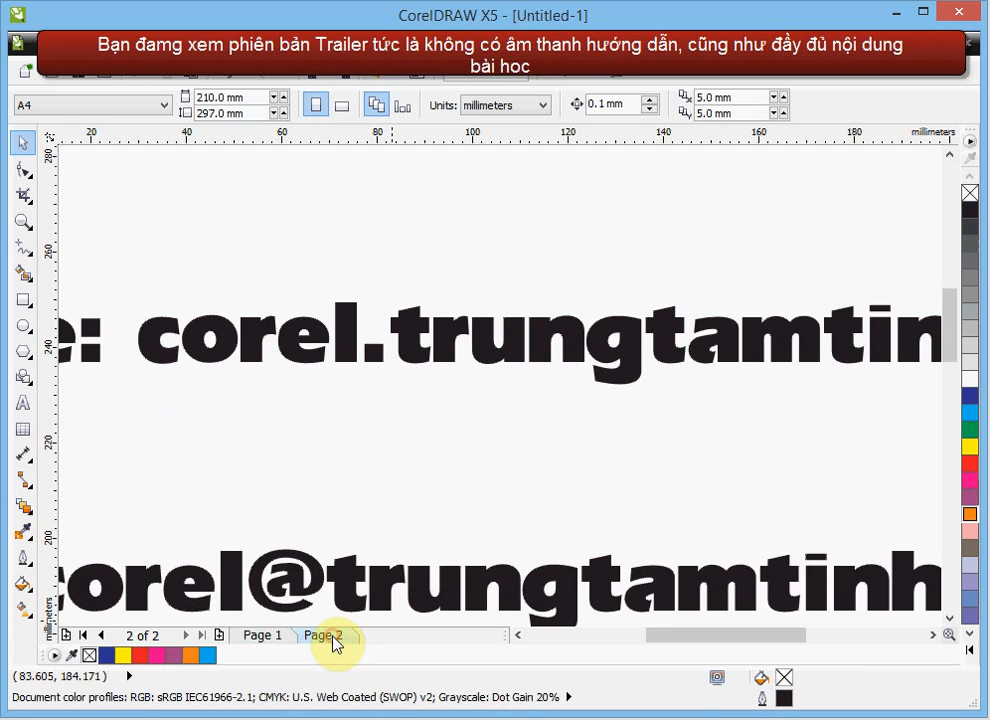 CorelDRAW X5 - [Untitled-1]
Bạn đamg xem phiên bản Trailer tức là không có âm thanh hướng dẫn, cũng như đầy đủ nội dung
bài học
A4
210.0 mm
297.0 mm
Units: millimeters
0.1 mm
5.0 mm
5.0 mm
20 40 60 80 100 120 140 160 180 millimeters
280
260
240
220
200
millimeters
e: corel.trungtamtin
corel@trungtamtinh
2 of 2 Page 1 Page 2
(83.605, 184.171)
Document color profiles: RGB: sRGB IEC61966-2.1; CMYK: U.S. Web Coated (SWOP) v2; Grayscale: Dot Gain 20%